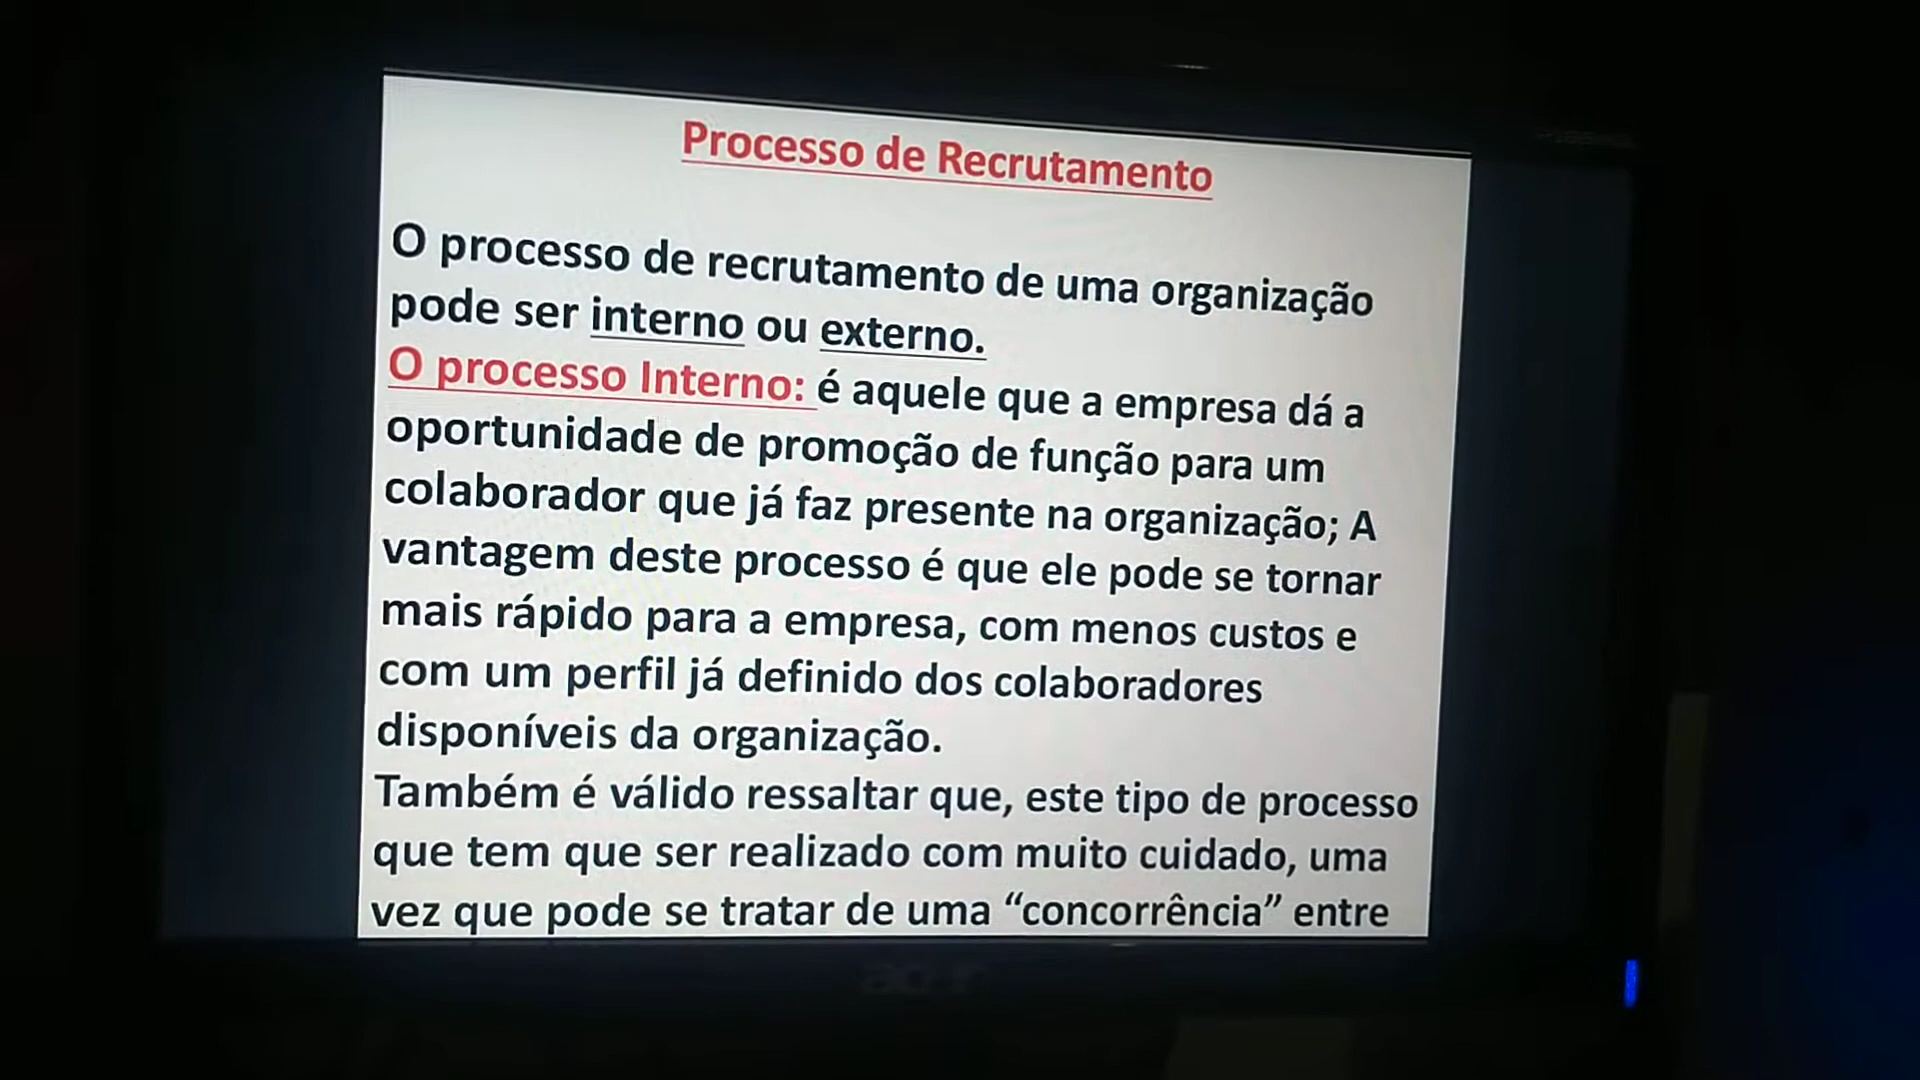 Processo de Recrutamento
O processo de recrutamento de uma organização
pode ser interno ou externo.
O processo Interno: é aquele que a empresa dá a
oportunidade de promoção de função para um
colaborador que já faz presente na organização; A
vantagem deste processo é que ele pode se tornar
mais rápido para a empresa, com menos custos e
com um perfil já definido dos colaboradores
disponíveis da organização.
Também é válido ressaltar que, este tipo de processo
que tem que ser realizado com muito cuidado, uma
vez que pode se tratar de uma “concorrência” entre
acer